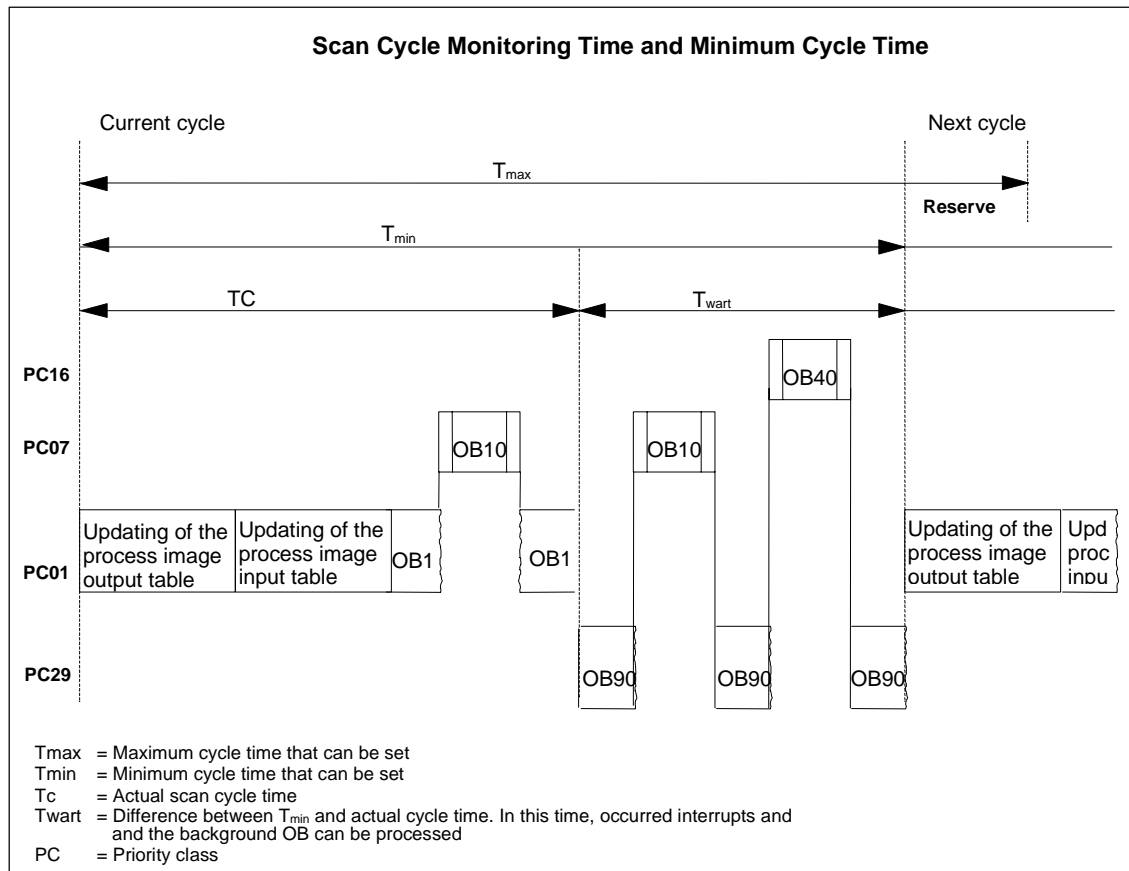 Scan Cycle Monitoring Time and Minimum Cycle Time
Current cycle
Next cycle
Tmax
Reserve
Tmin
TC
Twart
PC16
OB40
PC07
OB10
OB10
PC01
Updating of the
process image
output table
Updating of the
process image
input table
OB1
OB1
Updating of the
process image
output table
Upd
proc
inpu
PC29
OB90
OB90
OB90
Tmax = Maximum cycle time that can be set
Tmin = Minimum cycle time that can be set
Tc = Actual scan cycle time
Twart = Difference between Tmin and actual cycle time. In this time, occurred interrupts and
and the background OB can be processed
PC = Priority class